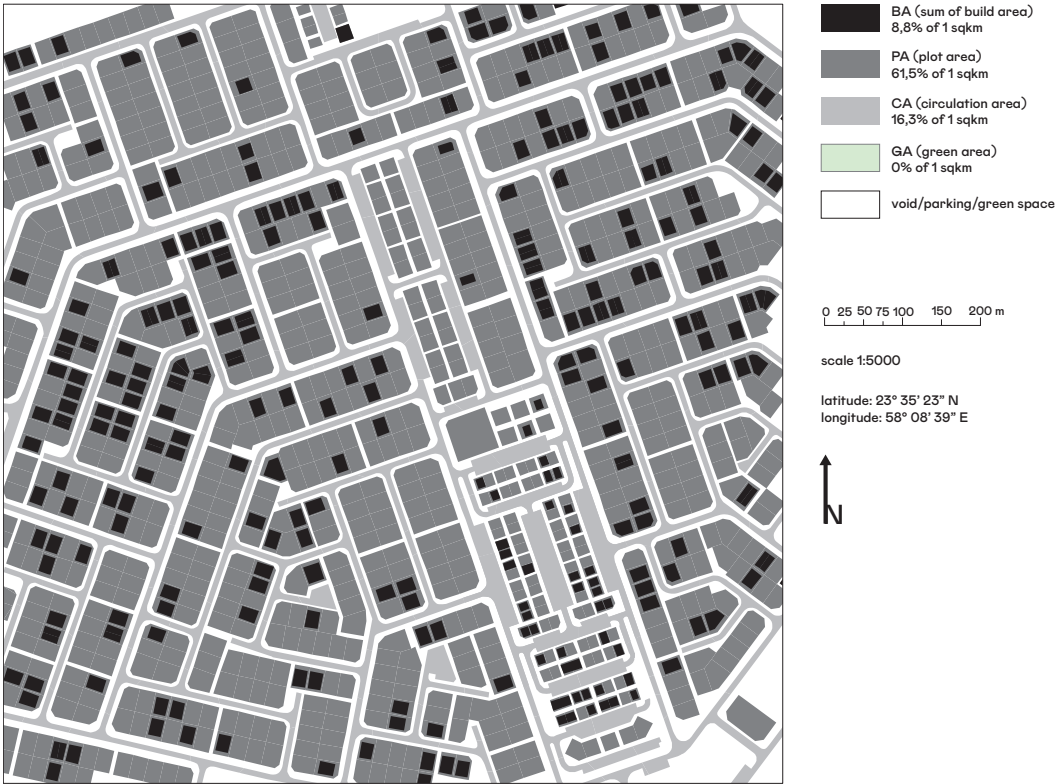 BA (sum of build area)
8,8% of 1 sqkm
PA (plot area)
61,5% of 1 sqkm
CA (circulation area)
16,3% of 1 sqkm
GA (green area)
0% of 1 sqkm
void/parking/green space
0 25 50 75 100 150 200 m
scale 1:5000
latitude: 23° 35’ 23” N
longitude: 58° 08’ 39” E
N